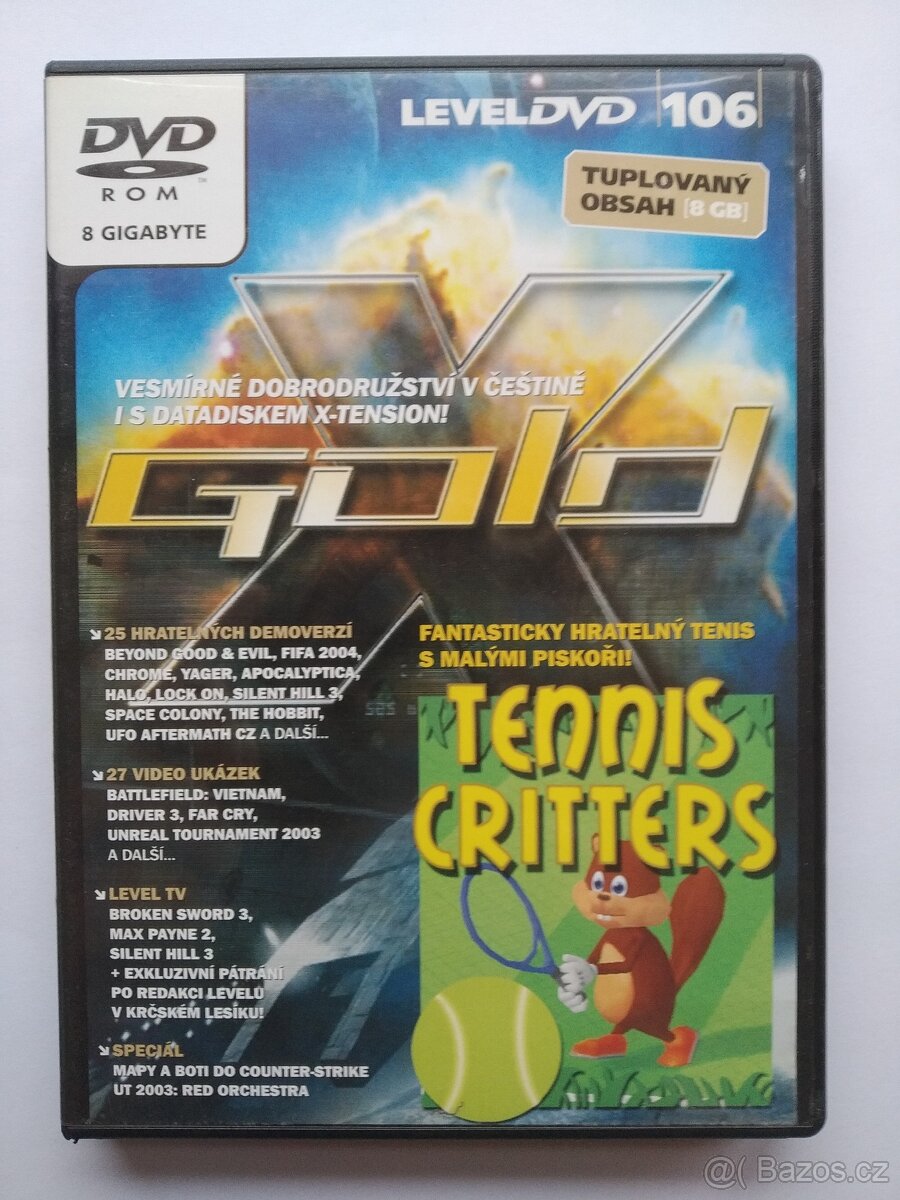 DVD
ROM
™
8 GIGABYTE
LEVELDVD 106
TUPLOVANÝ
OBSAH [8 GB]
X
VESMÍRNÉ DOBRODRUŽSTVÍ V ČEŠTINĚ
I S DATADISKEM X-TENSION!
Gold
25 HRATELNÝCH DEMOVERZÍ
BEYOND GOOD & EVIL, FIFA 2004,
CHROME, YAGER, APOCALYPTICA,
HALO, LOCK ON, SILENT HILL 3,
SPACE COLONY, THE HOBBIT,
UFO AFTERMATH CZ A DALŠÍ...
27 VIDEO UKÁZEK
BATTLEFIELD: VIETNAM,
DRIVER 3, FAR CRY,
UNREAL TOURNAMENT 2003
A DALŠÍ...
LEVEL TV
BROKEN SWORD 3,
MAX PAYNE 2,
SILENT HILL 3
+ EXKLUZIVNÍ PÁTRÁNÍ
PO REDAKCI LEVELU
V KRČSKÉM LESÍKU!
SPECIÁL
MAPY A BOTI DO COUNTER-STRIKE
UT 2003: RED ORCHESTRA
FANTASTICKY HRATELNÝ TENIS
S MALÝMI PISKOŘI!
TENNIS
CRITTERS
@( Bazos.cz